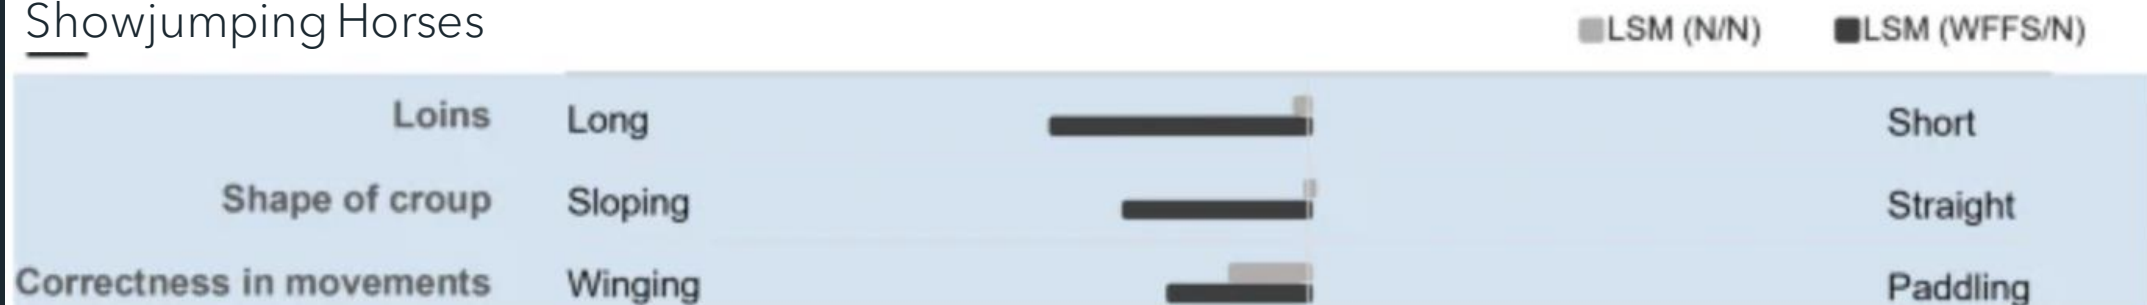 Showjumping Horses
LSM (N/N) LSM (WFFS/N)
Loins Long Short
Shape of croup Sloping Straight
Correctness in movements Winging Paddling